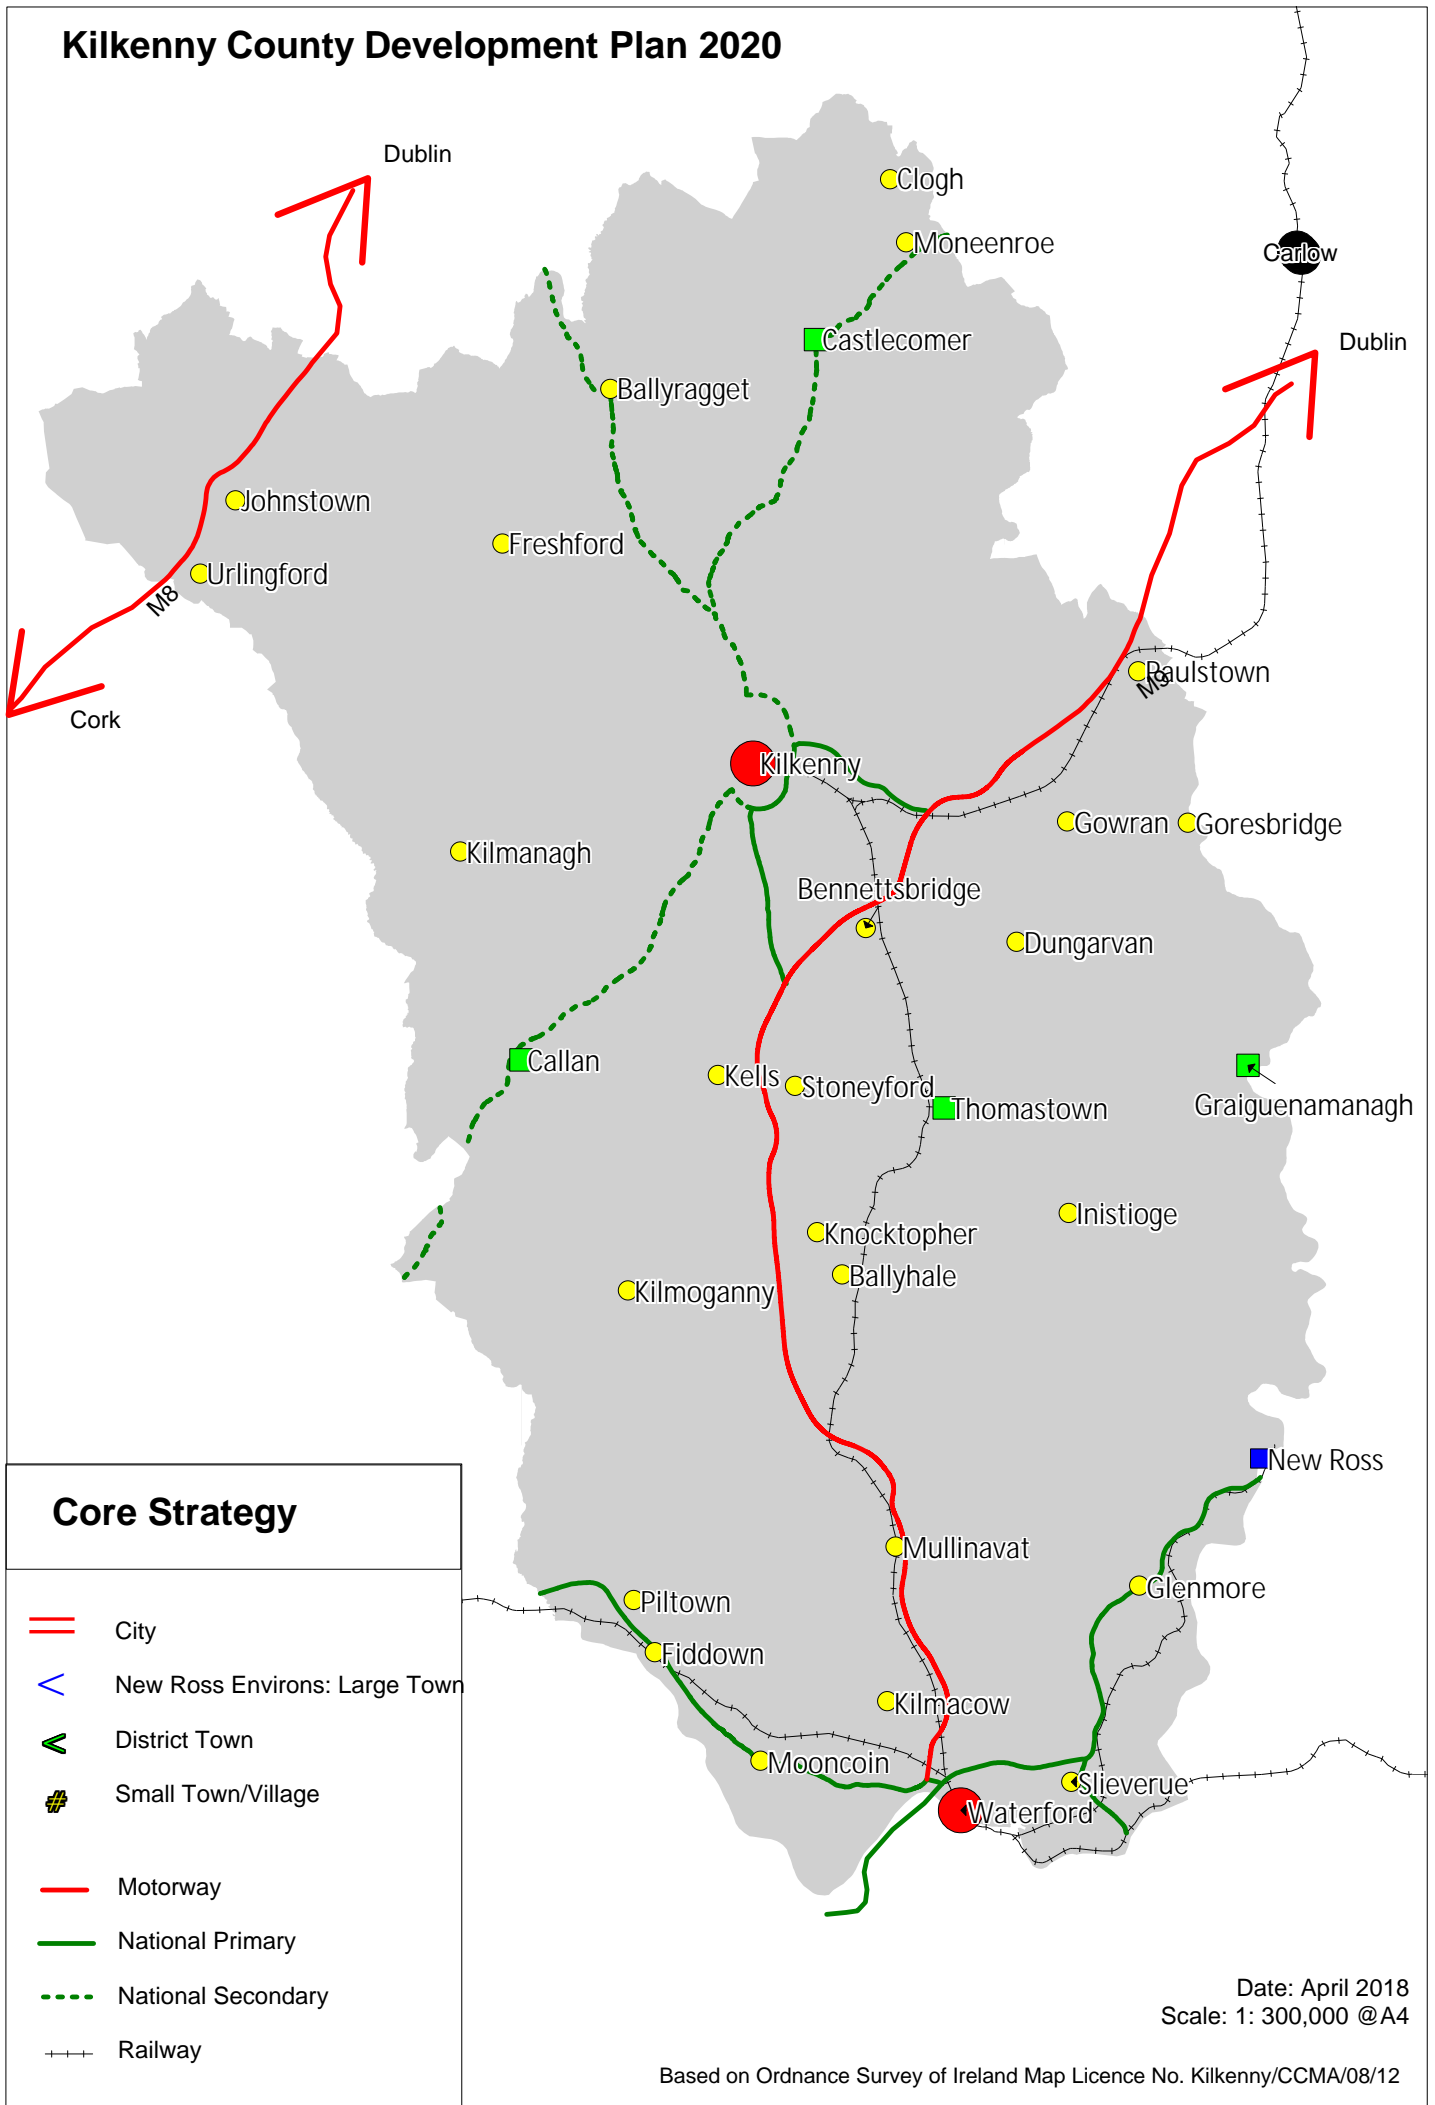 Kilkenny County Development Plan 2020
Dublin
Clogh
Moneenroe
Carlow
Castlecomer
Dublin
Ballyragget
Johnstown
Freshford
Urlingford
M8
Paulstown
M9
Cork
Kilkenny
Gowran
Goresbridge
Kilmanagh
Bennettsbridge
Dungarvan
Callan
Kells
Stoneyford
Thomastown
Graiguenamanagh
Inistioge
Knocktopher
Ballyhale
Kilmoganny
New Ross
Mullinavat
Glenmore
Piltown
Fiddown
Kilmacow
Mooncoin
Slieverue
Waterford
Core Strategy
City
New Ross Environs: Large Town
District Town
Small Town/Village
Motorway
National Primary
National Secondary
Railway
Date: April 2018
Scale: 1: 300,000 @A4
Based on Ordnance Survey of Ireland Map Licence No. Kilkenny/CCMA/08/12